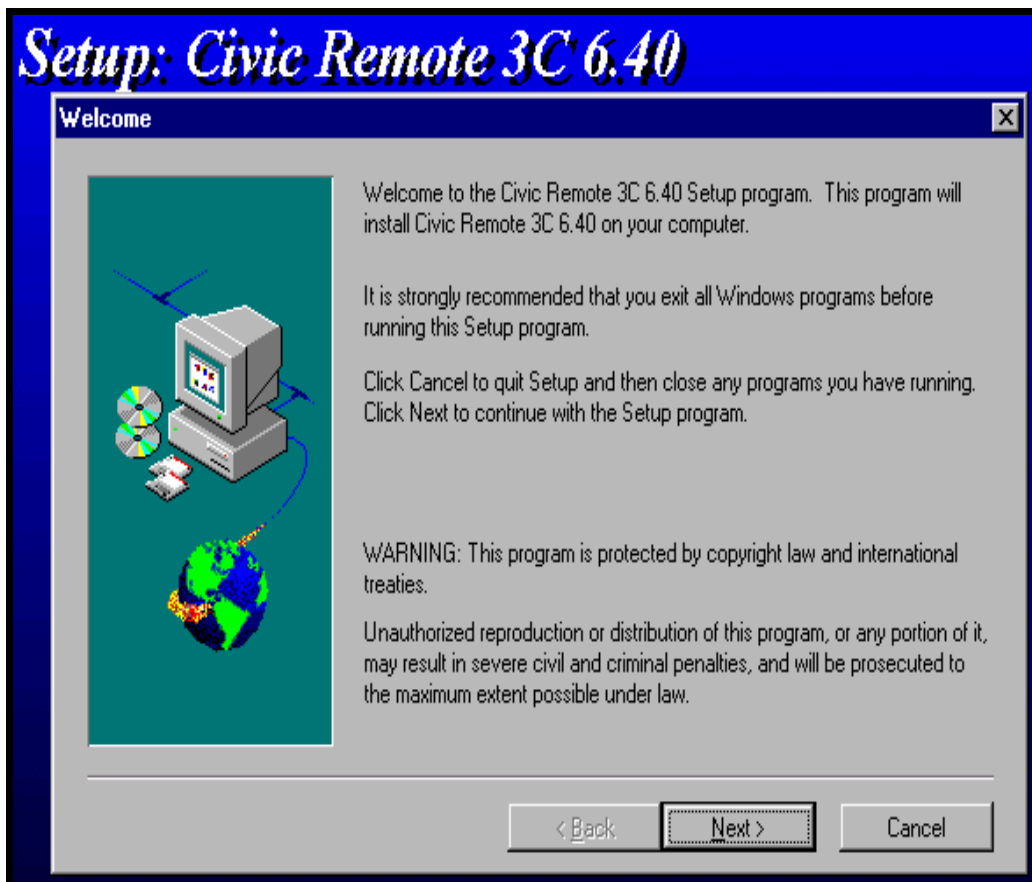 Setup: Civic Remote 3C 6.40
Welcome
Welcome to the Civic Remote 3C 6.40 Setup program.  This program will
install Civic Remote 3C 6.40 on your computer.
It is strongly recommended that you exit all Windows programs before
running this Setup program.
Click Cancel to quit Setup and then close any programs you have running.
Click Next to continue with the Setup program.
WARNING: This program is protected by copyright law and international
treaties.
Unauthorized reproduction or distribution of this program, or any portion of it,
may result in severe civil and criminal penalties, and will be prosecuted to
the maximum extent possible under law.
< Back
Next >
Cancel